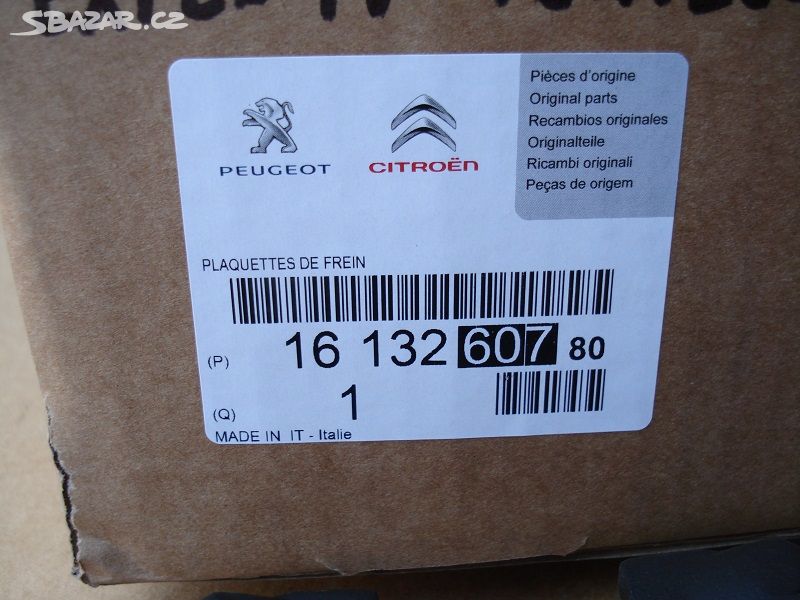 SBAZAR.CZ
PEUGEOT
CITROËN
Pièces d'origine
Original parts
Recambios originales
Originalteile
Ricambi originali
Peças de origem
PLAQUETTES DE FREIN
(P) 16 132 607 80
(Q) 1
MADE IN IT - Italie